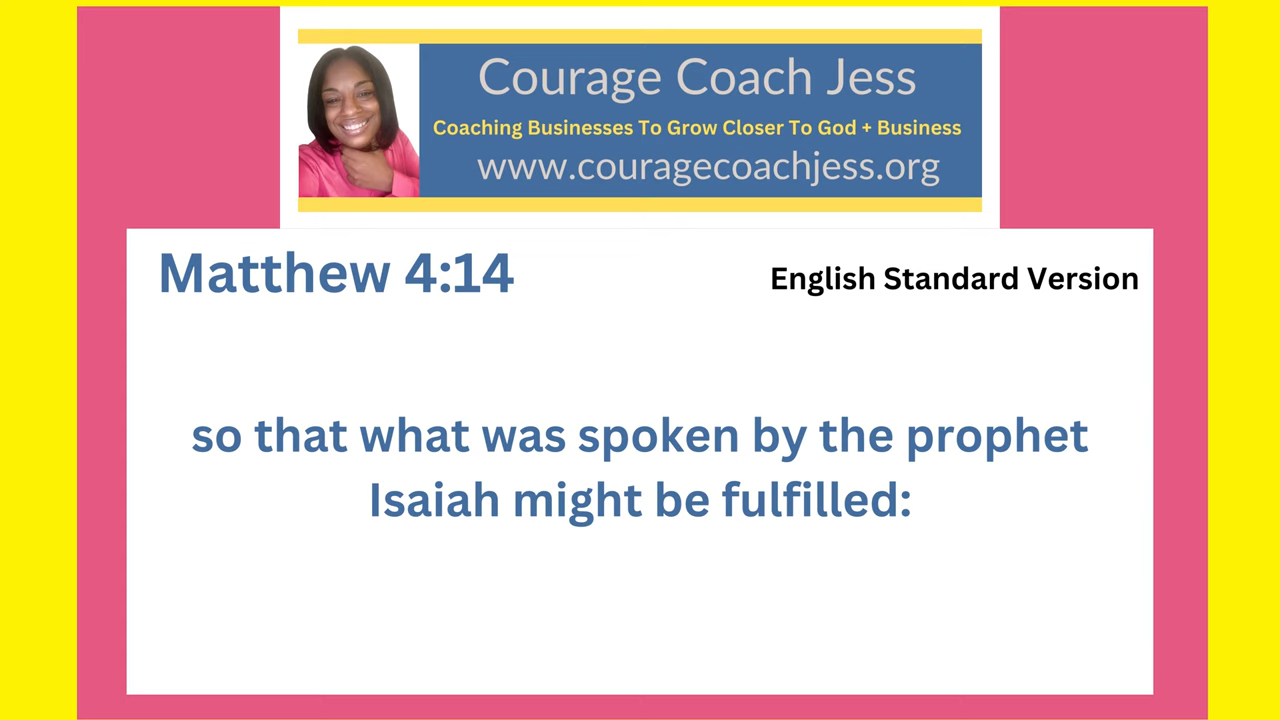 Courage Coach Jess
Coaching Businesses To Grow Closer To God + Business
www.couragecoachjess.org
Matthew 4:14
English Standard Version
so that what was spoken by the prophet
Isaiah might be fulfilled: